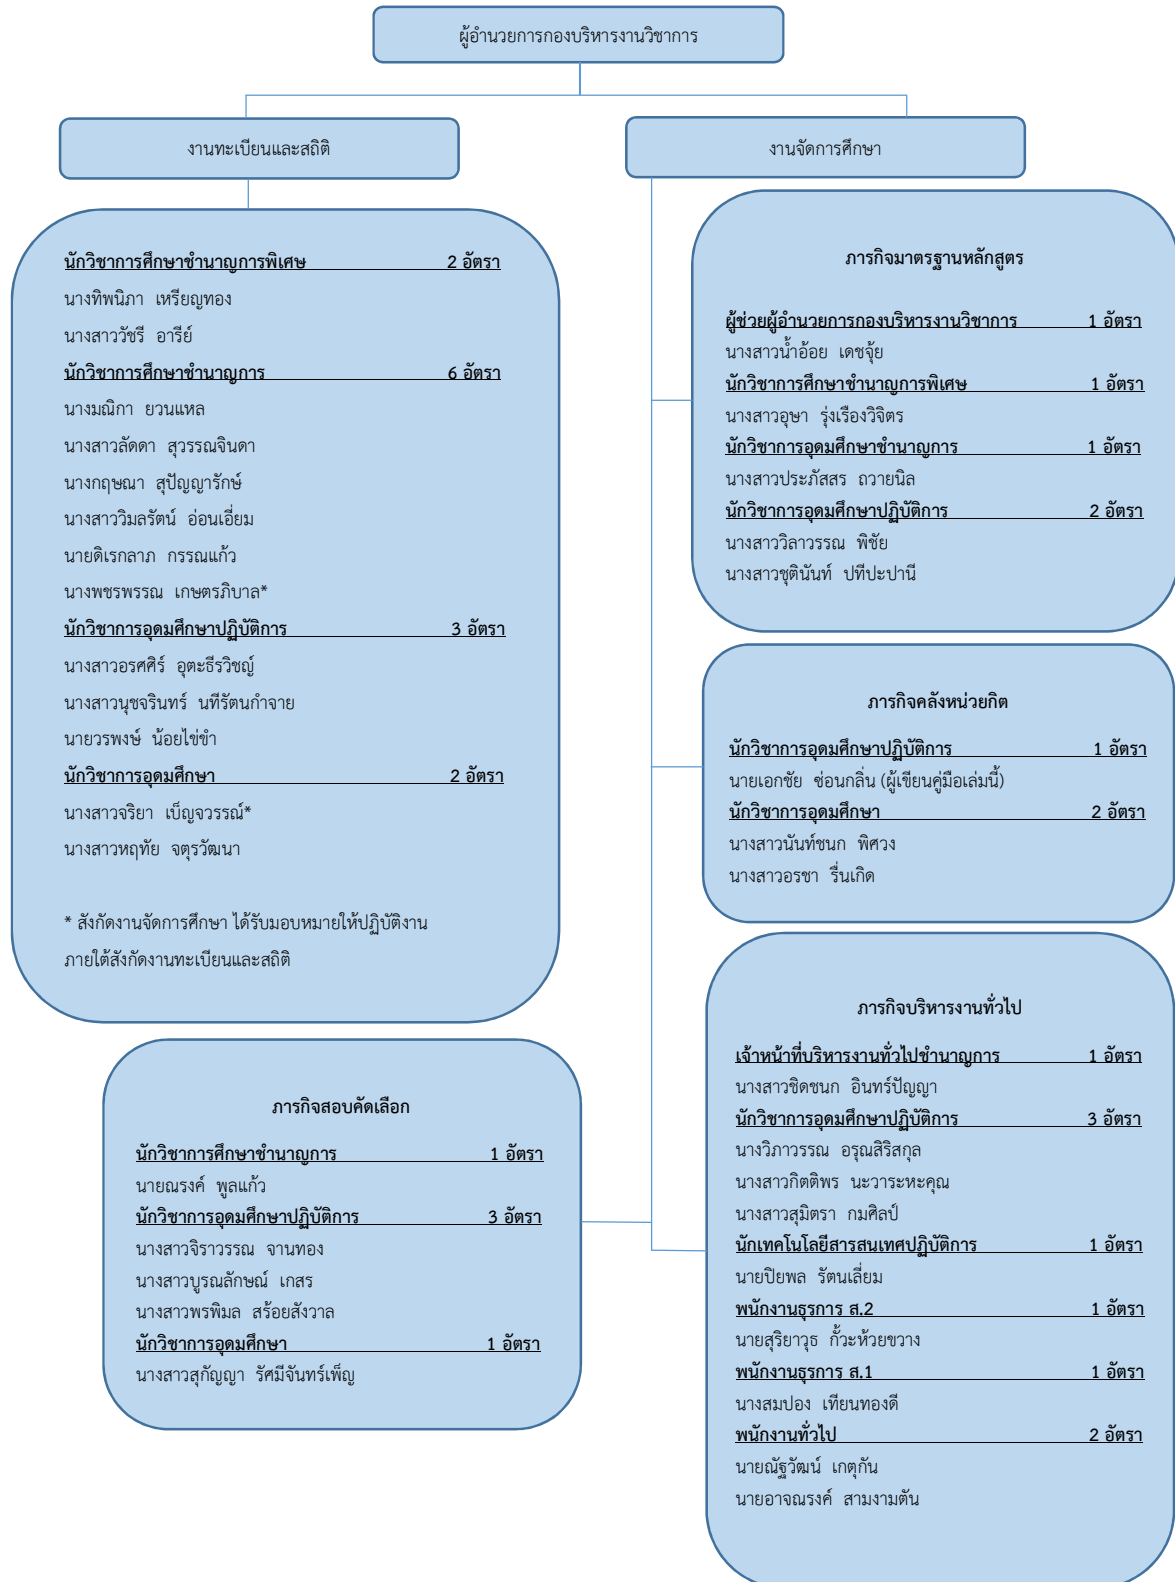 ผู้อำนวยการกองบริหารงานวิชาการ
งานทะเบียนและสถิติ
นักวิชาการศึกษาชำนาญการพิเศษ 2 อัตรา
นางทิพนิภา เหรียญทอง
นางสาววัชรี อารีย์
นักวิชาการศึกษาชำนาญการ 6 อัตรา
นางมณิกา ยวนแหล
นางสาวลัดดา สุวรรณจินดา
นางกฤษณา สุปัญญารักษ์
นางสาววิมลรัตน์ อ่อนเอี่ยม
นายดิเรกลาภ กรรณแก้ว
นางพชรพรรณ เกษตรภิบาล*
นักวิชาการอุดมศึกษาปฏิบัติการ 3 อัตรา
นางสาวอรศศิร์ อุตะธีรวิชญ์
นางสาวนุชจรินทร์ นทีรัตนกำจาย
นายวรพงษ์ น้อยไข่ขำ
นักวิชาการอุดมศึกษา 2 อัตรา
นางสาวจริยา เบ็ญจวรรณ์*
นางสาวหฤทัย จตุรวัฒนา
* สังกัดงานจัดการศึกษา ได้รับมอบหมายให้ปฏิบัติงาน
ภายใต้สังกัดงานทะเบียนและสถิติ
งานจัดการศึกษา
ภารกิจมาตรฐานหลักสูตร
ผู้ช่วยผู้อำนวยการกองบริหารงานวิชาการ 1 อัตรา
นางสาวน้ำอ้อย เดชจุ้ย
นักวิชาการศึกษาชำนาญการพิเศษ 1 อัตรา
นางสาวอุษา รุ่งเรืองวิจิตร
นักวิชาการอุดมศึกษาชำนาญการ 1 อัตรา
นางสาวประภัสสร ถวายนิล
นักวิชาการอุดมศึกษาปฏิบัติการ 2 อัตรา
นางสาววิลาวรรณ พิชัย
นางสาวชุตินันท์ ปทีปะปานี
ภารกิจคลังหน่วยกิต
นักวิชาการอุดมศึกษาปฏิบัติการ 1 อัตรา
นายเอกชัย ซ่อนกลิ่น (ผู้เขียนคู่มือเล่มนี้)
นักวิชาการอุดมศึกษา 2 อัตรา
นางสาวนันท์ชนก พิศวง
นางสาวอรชา รื่นเกิด
ภารกิจบริหารงานทั่วไป
เจ้าหน้าที่บริหารงานทั่วไปชำนาญการ 1 อัตรา
นางสาวชิดชนก อินทร์ปัญญา
นักวิชาการอุดมศึกษาปฏิบัติการ 3 อัตรา
นางวิภาวรรณ อรุณสิริสกุล
นางสาวกิตติพร นะวาระหะคุณ
นางสาวสุมิตรา กมศิลป์
นักเทคโนโลยีสารสนเทศปฏิบัติการ 1 อัตรา
นายปิยพล รัตนเลี่ยม
พนักงานธุรการ ส.2 1 อัตรา
นายสุริยาวุธ กั้วะห้วยขวาง
พนักงานธุรการ ส.1 1 อัตรา
นางสมปอง เทียนทองดี
พนักงานทั่วไป 2 อัตรา
นายณัฐวัฒน์ เกตุกัน
นายอาจณรงค์ สามงามตัน
ภารกิจสอบคัดเลือก
นักวิชาการศึกษาชำนาญการ 1 อัตรา
นายณรงค์ พูลแก้ว
นักวิชาการอุดมศึกษาปฏิบัติการ 3 อัตรา
นางสาวจิราวรรณ จานทอง
นางสาวบูรณลักษณ์ เกสร
นางสาวพรพิมล สร้อยสังวาล
นักวิชาการอุดมศึกษา 1 อัตรา
นางสาวสุกัญญา รัศมีจันทร์เพ็ญ